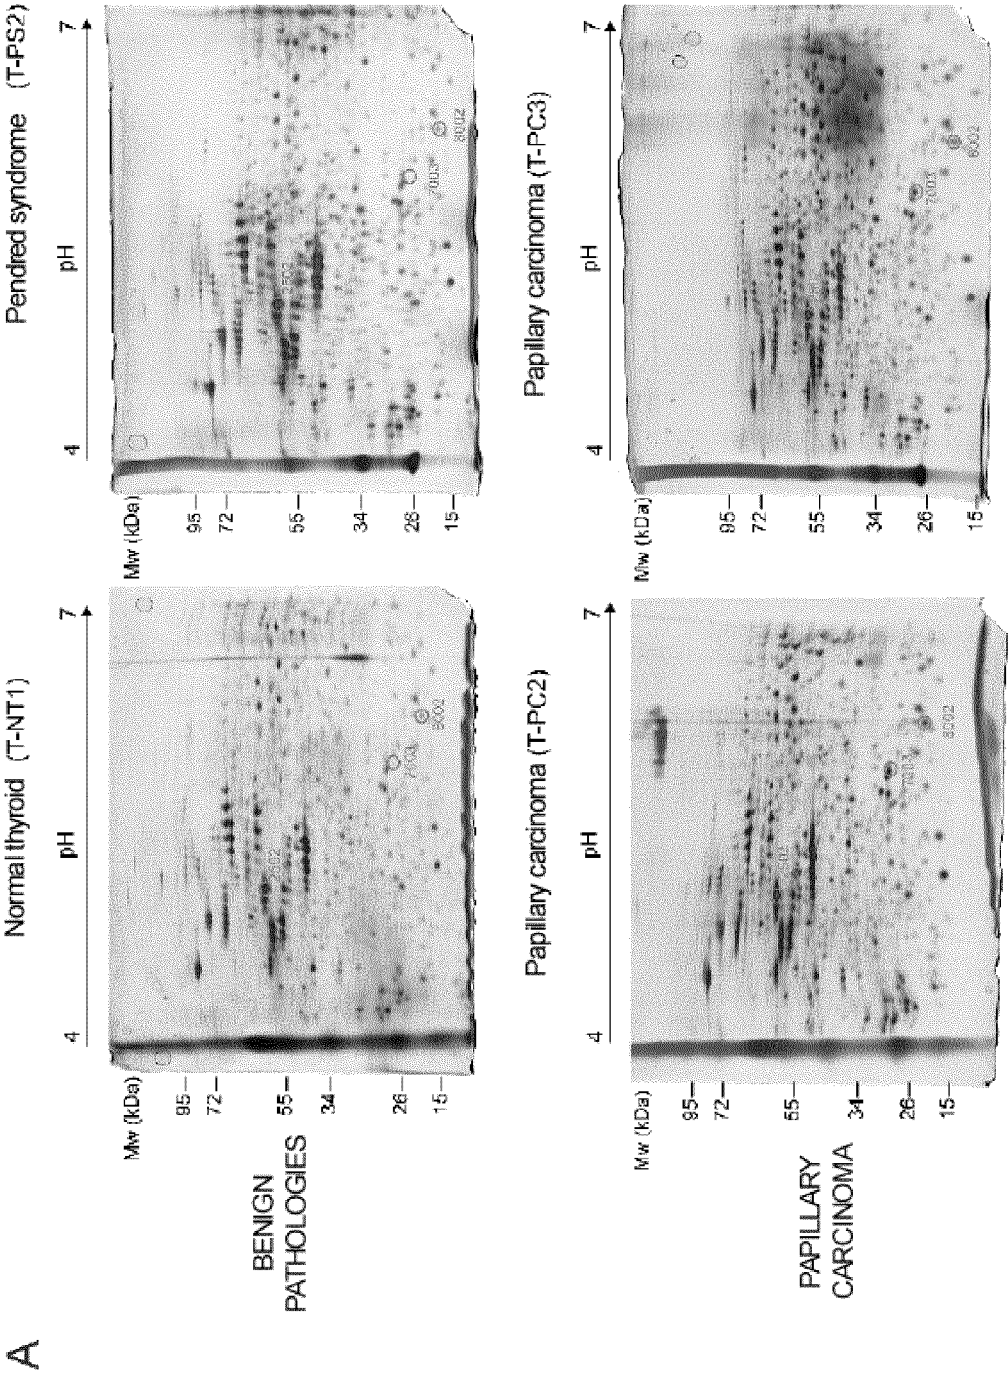 A
Normal thyroid (T-NT1)
Pendred syndrome (T-PS2)
4 pH 7
4 pH 7
Mw (kDa)
95
72
55
34
26
15
Mw (kDa)
95
72
55
34
26
15
8002
7003
8002
BENIGN
PATHOLOGIES
Papillary carcinoma (T-PC2)
Papillary carcinoma (T-PC3)
4 pH 7
4 pH 7
Mw (kDa)
95
72
55
34
26
15
Mw (kDa)
95
72
55
34
26
15
7003
PAPILLARY
CARCINOMA